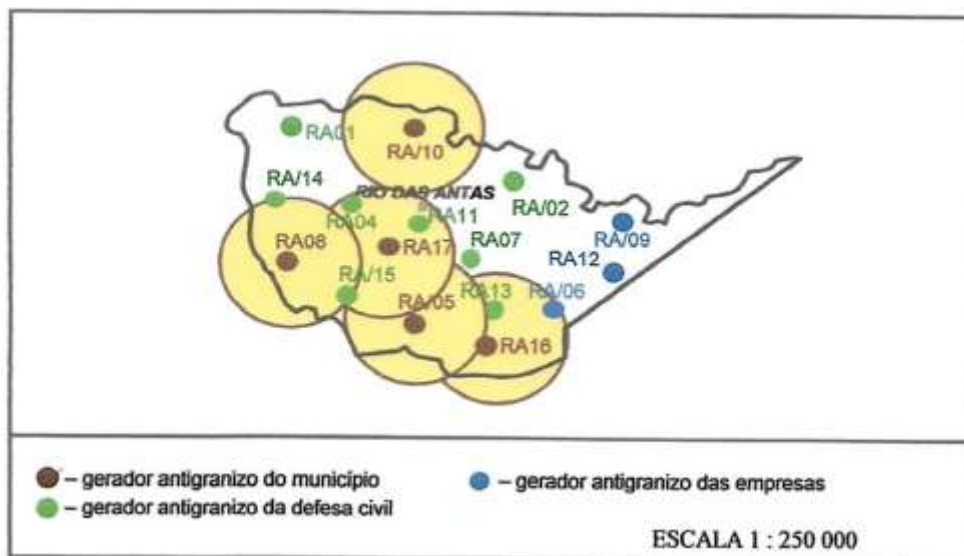 RA01
RA/10
RA/14
RIO DAS ANTAS
RA/02
RA04
RA11
RA/09
RA08
RA17
RA07
RA12
RA/15
RA/05
RA13
RA/06
RA16
– gerador antigranizo do município
– gerador antigranizo das empresas
– gerador antigranizo da defesa civil
ESCALA 1 : 250 000